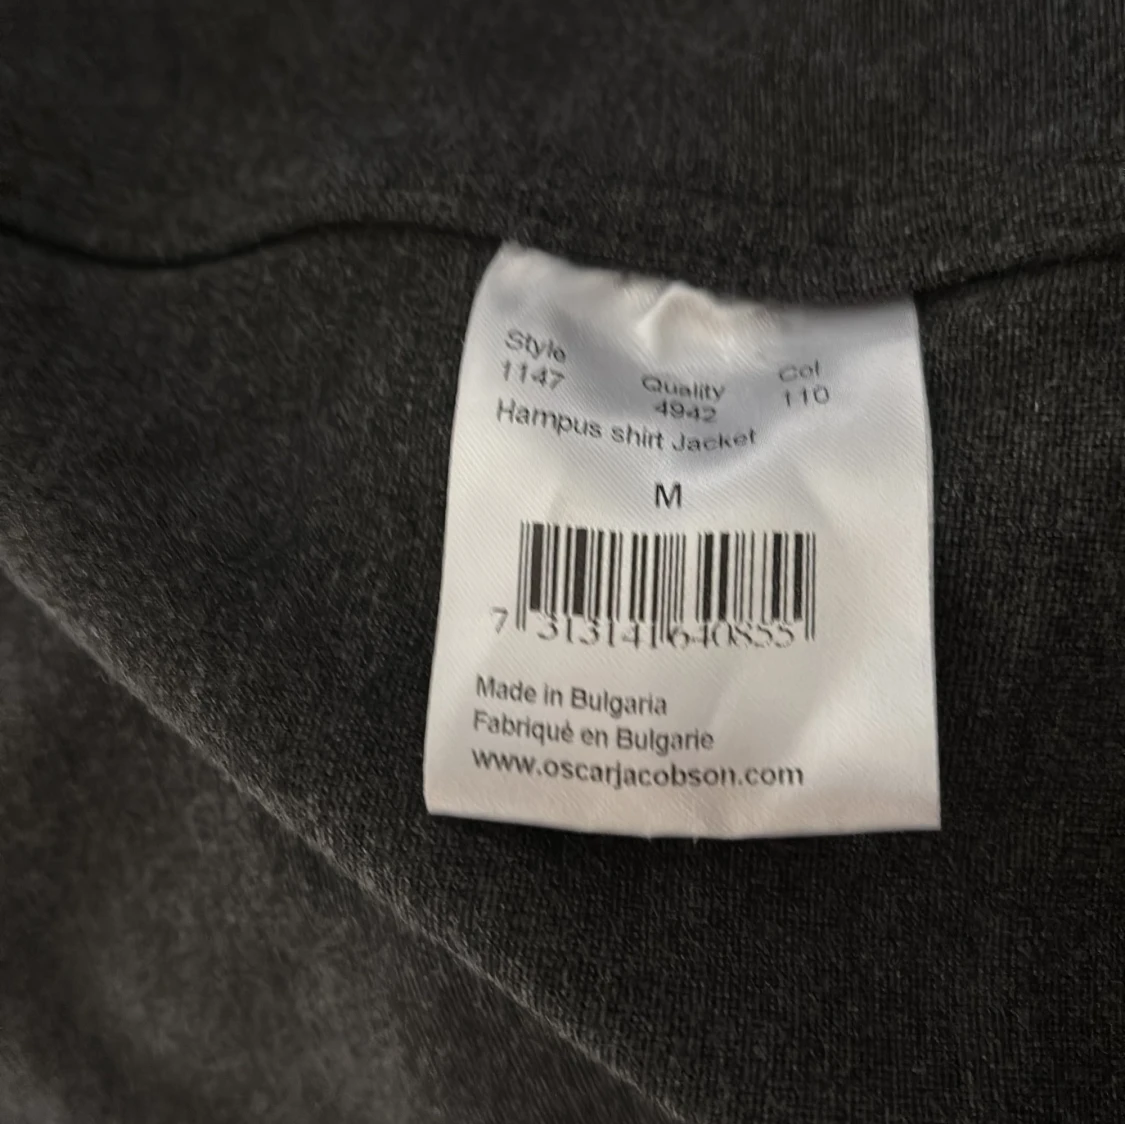 Style Quality Col
1147 4942 110
Hampus shirt Jacket
M
7 313141 640855
Made in Bulgaria
Fabriqué en Bulgarie
www.oscarjacobson.com